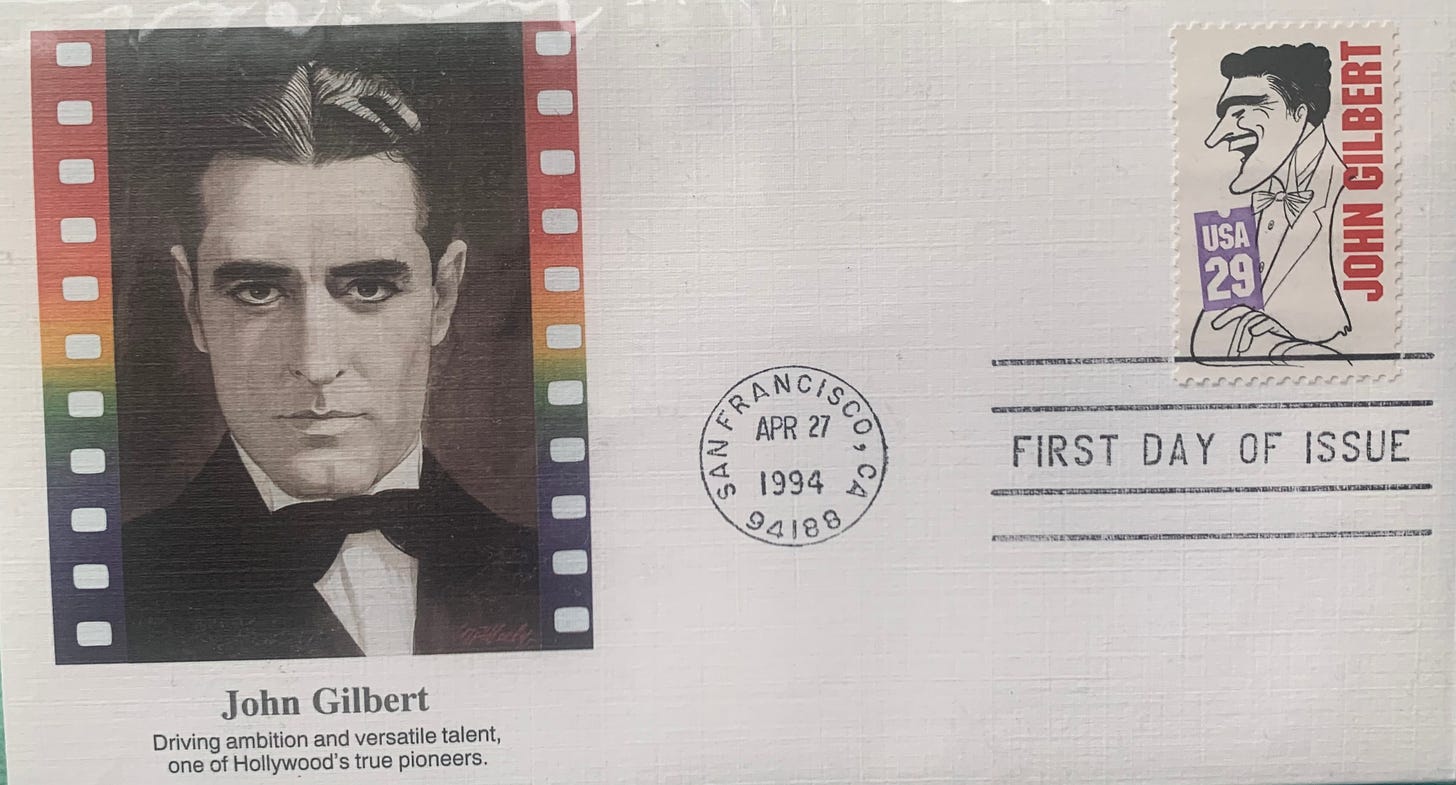 JOHN GILBERT
USA
29
SAN FRANCISCO, CA
APR 27
1994
94188
FIRST DAY OF ISSUE
John Gilbert
Driving ambition and versatile talent,
one of Hollywood's true pioneers.